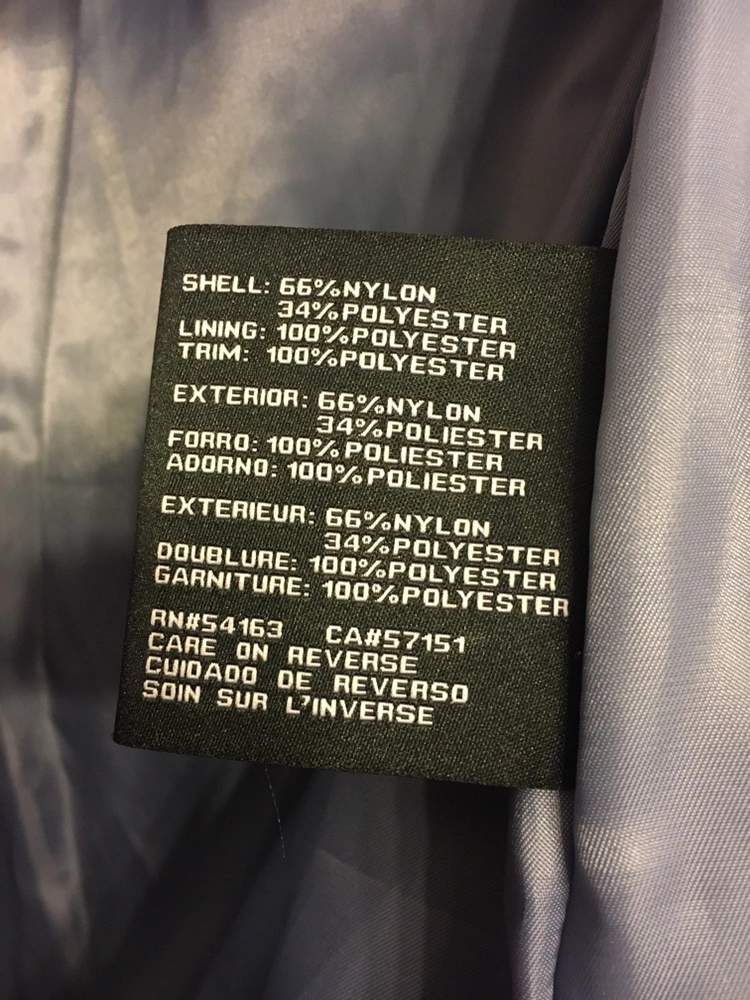 SHELL: 66%NYLON
34%POLYESTER
LINING: 100%POLYESTER
TRIM: 100%POLYESTER
EXTERIOR: 66%NYLON
34%POLIESTER
FORRO: 100%POLIESTER
ADORNO: 100%POLIESTER
EXTERIEUR: 66%NYLON
34%POLYESTER
DOUBLURE: 100%POLYESTER
GARNITURE: 100%POLYESTER
RN#54163 CA#57151
CARE ON REVERSE
CUIDADO DE REVERSO
SOIN SUR L'INVERSE